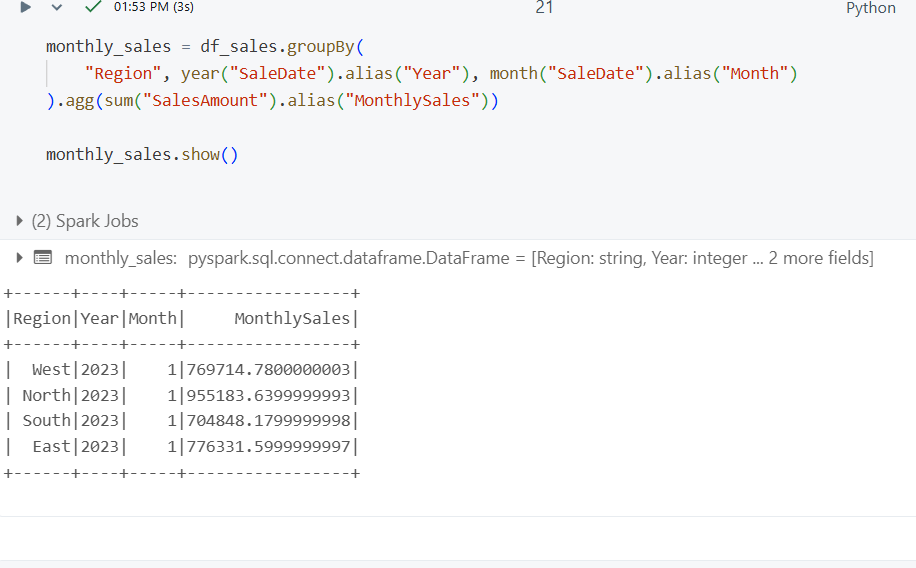 01:53 PM (3s)
21
Python
monthly_sales = df_sales.groupBy(
"Region", year("SaleDate").alias("Year"), month("SaleDate").alias("Month")
).agg(sum("SalesAmount").alias("MonthlySales"))
monthly_sales.show()
(2) Spark Jobs
monthly_sales: pyspark.sql.connect.dataframe.DataFrame = [Region: string, Year: integer ... 2 more fields]
+------+----+-----+-----------------+
|Region|Year|Month|     MonthlySales|
+------+----+-----+-----------------+
|  West|2023|    1|769714.7800000003|
| North|2023|    1|955183.6399999993|
| South|2023|    1|704848.1799999998|
|  East|2023|    1|776331.5999999997|
+------+----+-----+-----------------+